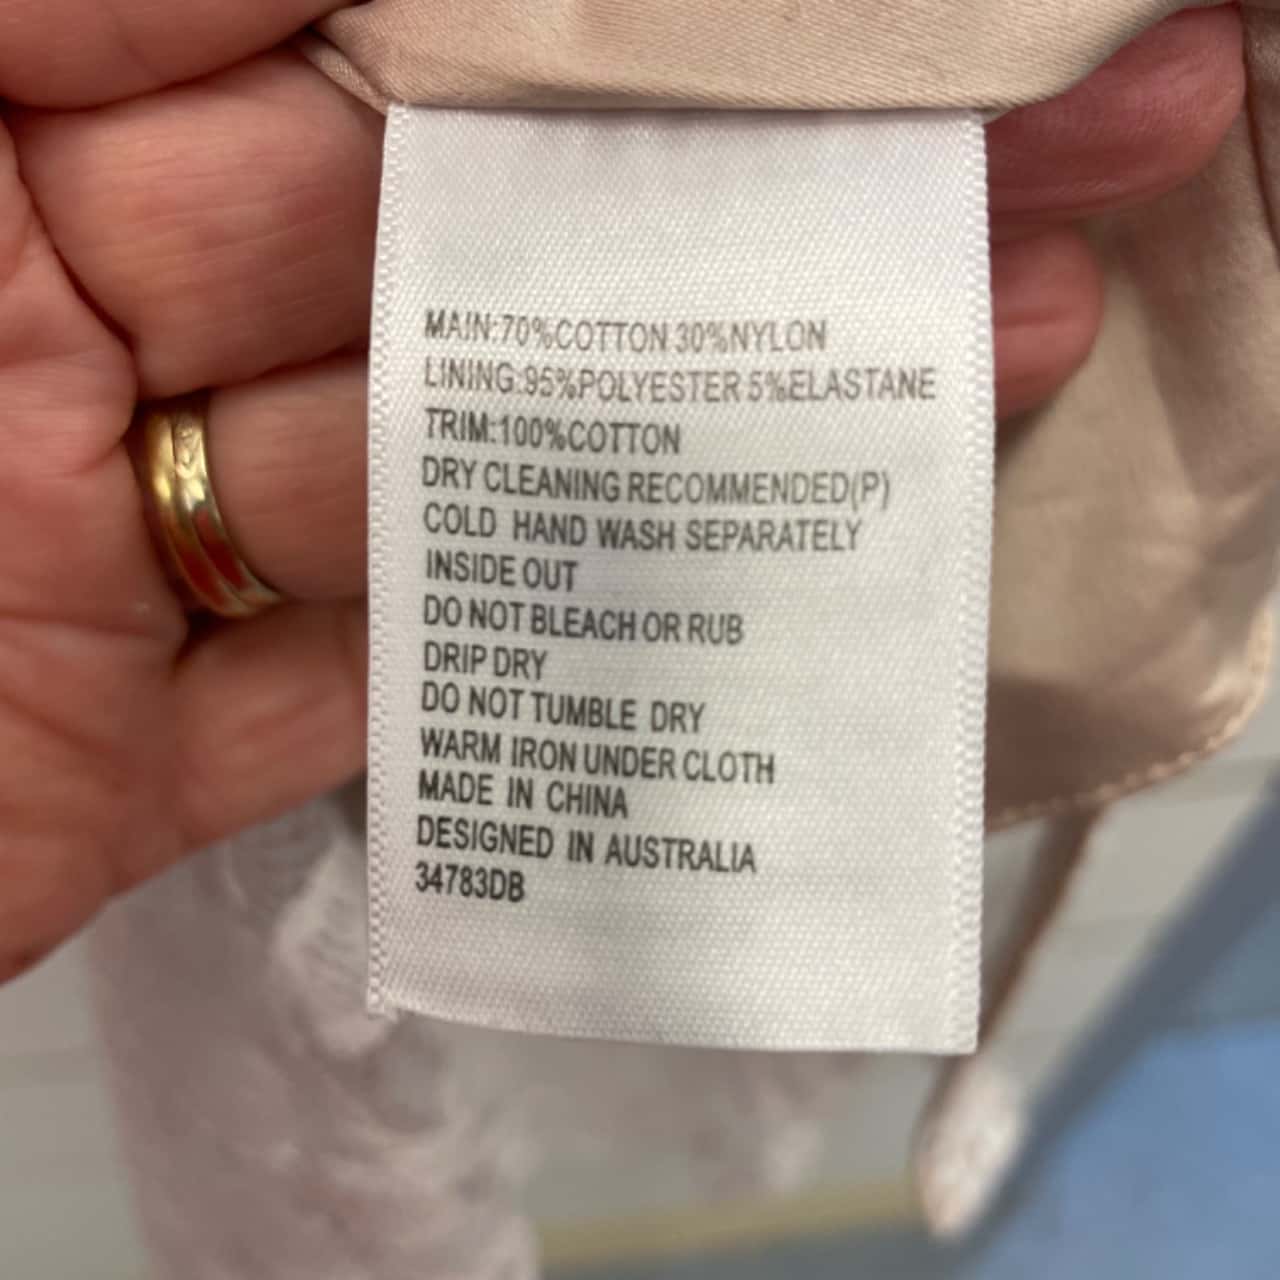 MAIN:70%COTTON 30%NYLON
LINING:95%POLYESTER 5%ELASTANE
TRIM:100%COTTON
DRY CLEANING RECOMMENDED(P)
COLD HAND WASH SEPARATELY
INSIDE OUT
DO NOT BLEACH OR RUB
DRIP DRY
DO NOT TUMBLE DRY
WARM IRON UNDER CLOTH
MADE IN CHINA
DESIGNED IN AUSTRALIA
34783DB